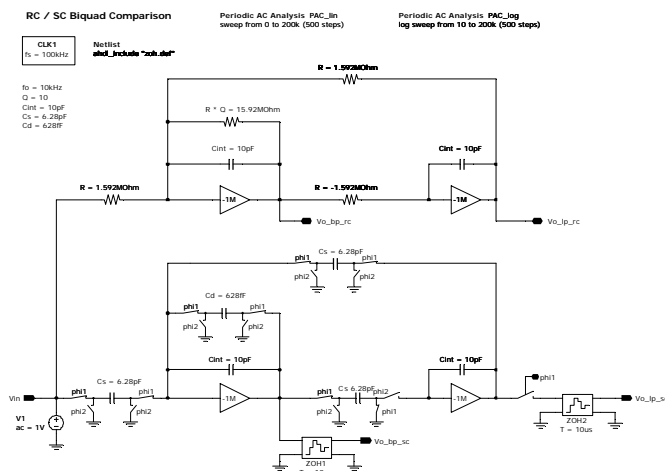 RC / SC Biquad Comparison
Periodic AC Analysis PAC_lin
sweep from 0 to 200k (500 steps)
Periodic AC Analysis PAC_log
log sweep from 10 to 200k (500 steps)
CLK1
fs = 100kHz
Netlist
ahdl_include "zoh.def"
fo = 10kHz
Q = 10
Cint = 10pF
Cs = 6.28pF
Cd = 628fF
R = 1.592MOhm
R * Q = 15.92MOhm
Cint = 10pF
Cint = 10pF
R = 1.592MOhm
-1M
R = -1.592MOhm
-1M
Vo_bp_rc
Vo_lp_rc
Cs = 6.28pF
phi1
phi1
phi2
phi2
Cd = 628fF
phi1
phi1
phi2
phi2
Cint = 10pF
Cint = 10pF
Cs = 6.28pF
Cs 6.28pF
phi1
Vin
phi1
phi1
-1M
phi1
phi2
-1M
Vo_lp_sc
phi2
phi2
phi2
phi1
V1
ac = 1V
ZOH2
T = 10us
Vo_bp_sc
ZOH1